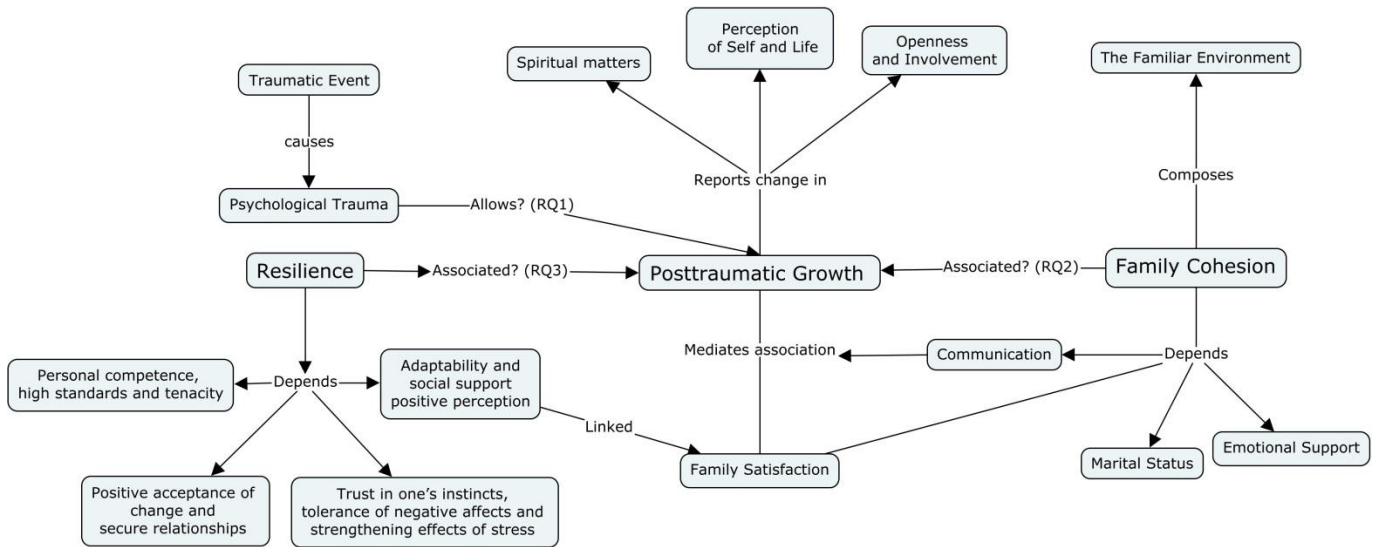 Perception
of Self and Life
Openness
and Involvement
Spiritual matters
The Familiar Environment
Traumatic Event
causes
Reports change in
Composes
Psychological Trauma
Allows? (RQ1)
Resilience
Associated? (RQ3)
Posttraumatic Growth
Associated? (RQ2)
Family Cohesion
Mediates association
Communication
Depends
Personal competence,
high standards and tenacity
Depends
Adaptability and
social support
positive perception
Linked
Family Satisfaction
Marital Status
Emotional Support
Positive acceptance of
change and
secure relationships
Trust in one’s instincts,
tolerance of negative affects and
strengthening effects of stress